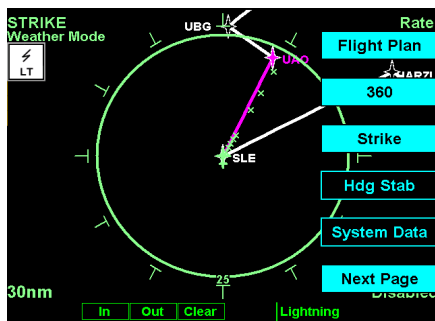 STRIKE
Rate
Weather Mode
LT
UBG
UAO
HARZL
SLE
Flight Plan
360
Strike
Hdg Stab
System Data
Next Page
25
30nm
Disabled
In Out Clear Lightning